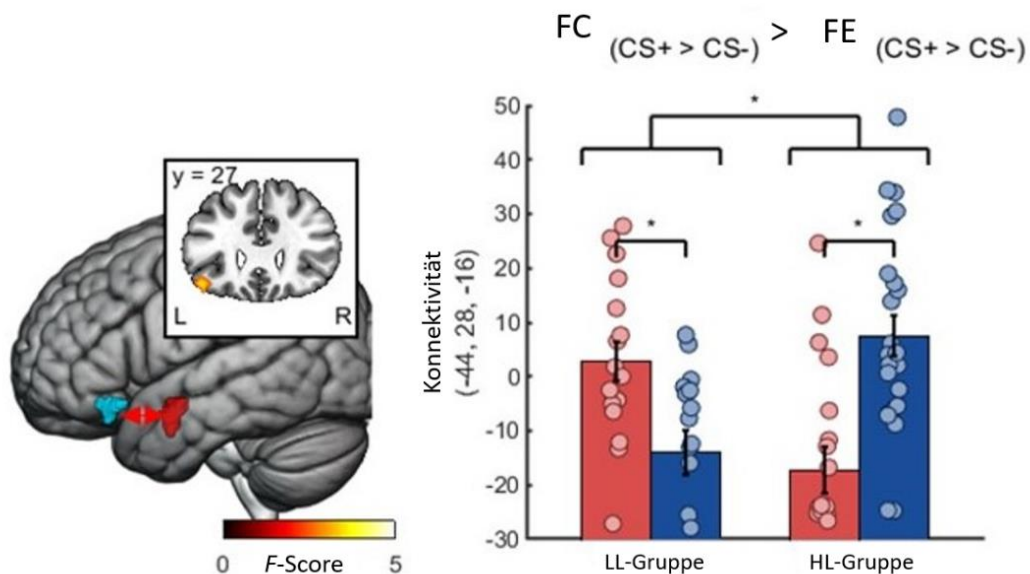 FC (CS+ > CS-) > FE (CS+ > CS-)
y = 27
L R
0 F-Score 5
Konnektivität
(-44, 28, -16)
50
40
30
20
10
0
-10
-20
-30
*
* *
LL-Gruppe HL-Gruppe